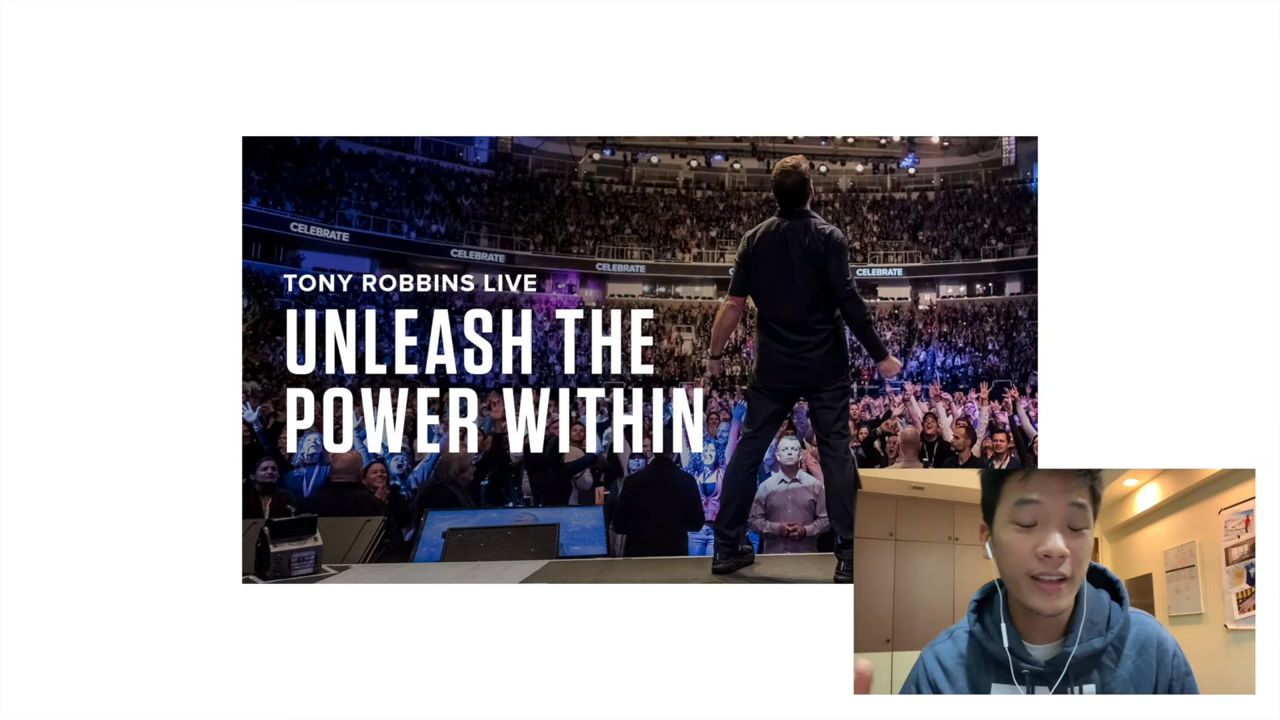 CELEBRATE
CELEBRATE
CELEBRATE
CELEBRATE
TONY ROBBINS LIVE
UNLEASH THE
POWER WITHIN